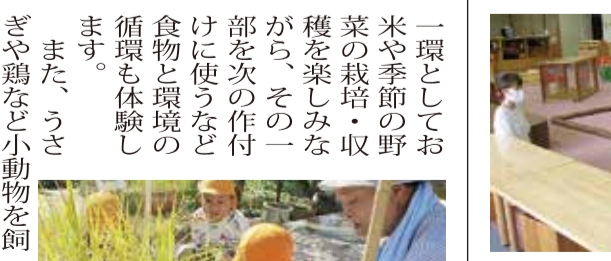 一環としてお
米や季節の野
菜の栽培・収
穫を楽しみな
がら、その一
部を次の作付
けに使うなど
食物と環境の
循環も体験し
ます。
また、うさ
ぎや鶏など小動物を飼